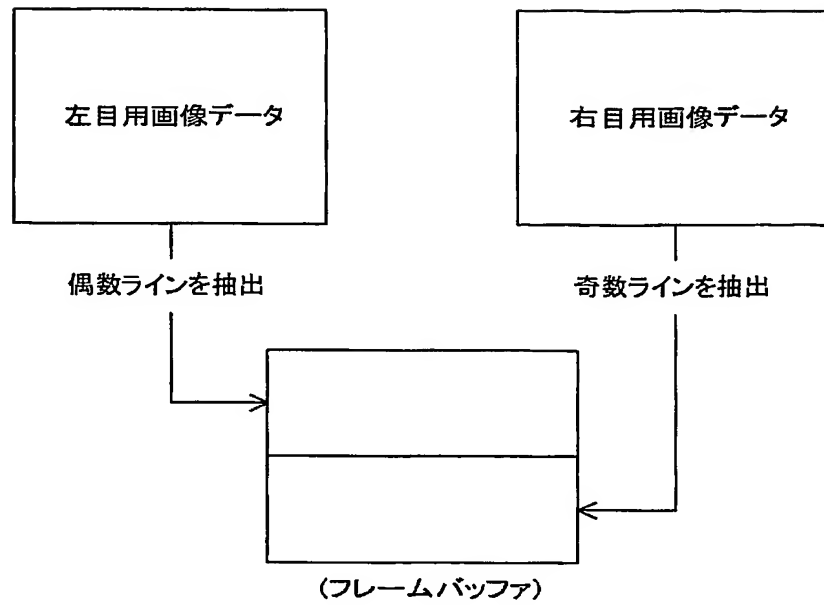 左目用画像データ
右目用画像データ
偶数ラインを抽出
奇数ラインを抽出
(フレームバッファ)